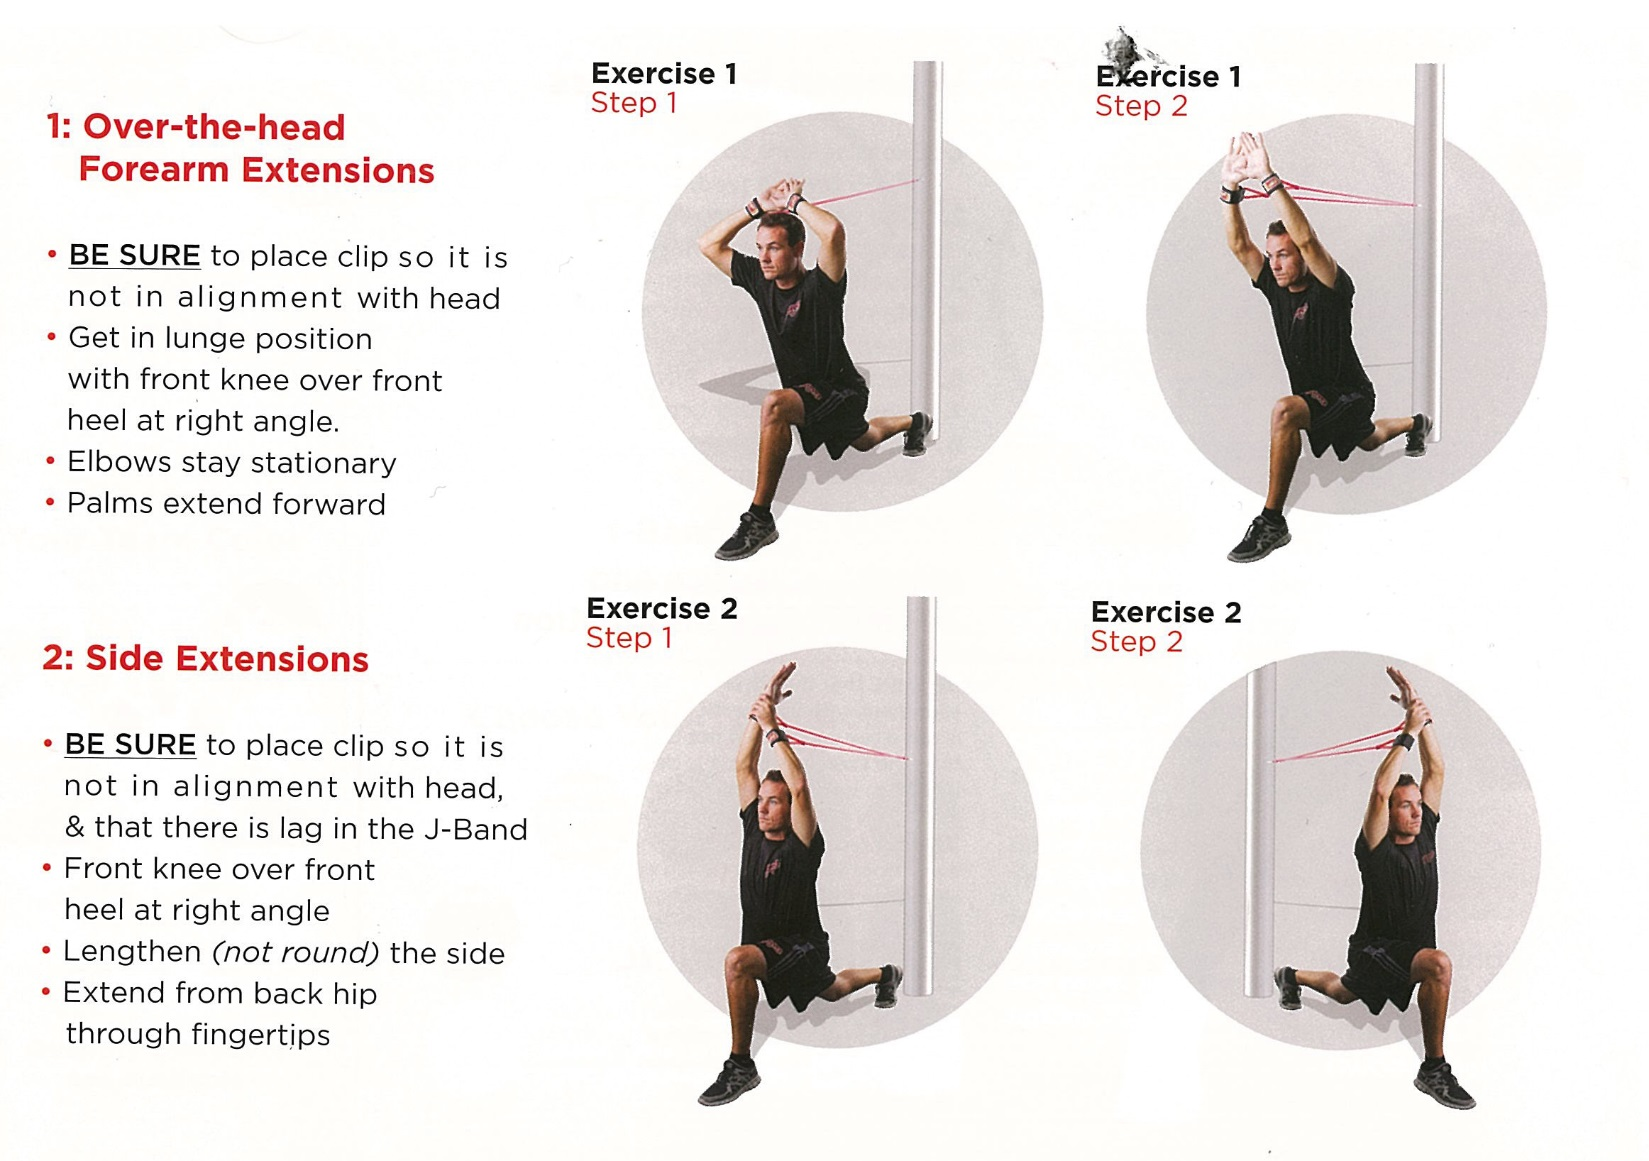 1: Over-the-head
Forearm Extensions
• BE SURE to place clip so it is
not in alignment with head
• Get in lunge position
with front knee over front
heel at right angle.
• Elbows stay stationary
• Palms extend forward
Exercise 1
Step 1
Exercise 1
Step 2
2: Side Extensions
• BE SURE to place clip so it is
not in alignment with head,
& that there is lag in the J-Band
• Front knee over front
heel at right angle
• Lengthen (not round) the side
• Extend from back hip
through fingertips
Exercise 2
Step 1
Exercise 2
Step 2